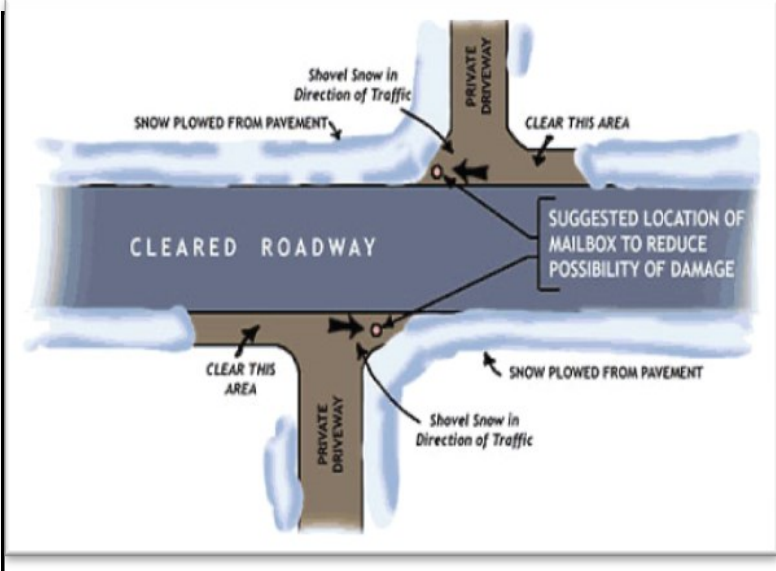 Shovel Snow in
Direction of Traffic
PRIVATE
DRIVEWAY
SNOW PLOWED FROM PAVEMENT
CLEAR THIS AREA
CLEARED ROADWAY
SUGGESTED LOCATION OF
MAILBOX TO REDUCE
POSSIBILITY OF DAMAGE
CLEAR THIS
AREA
SNOW PLOWED FROM PAVEMENT
PRIVATE
DRIVEWAY
Shovel Snow in
Direction of Traffic